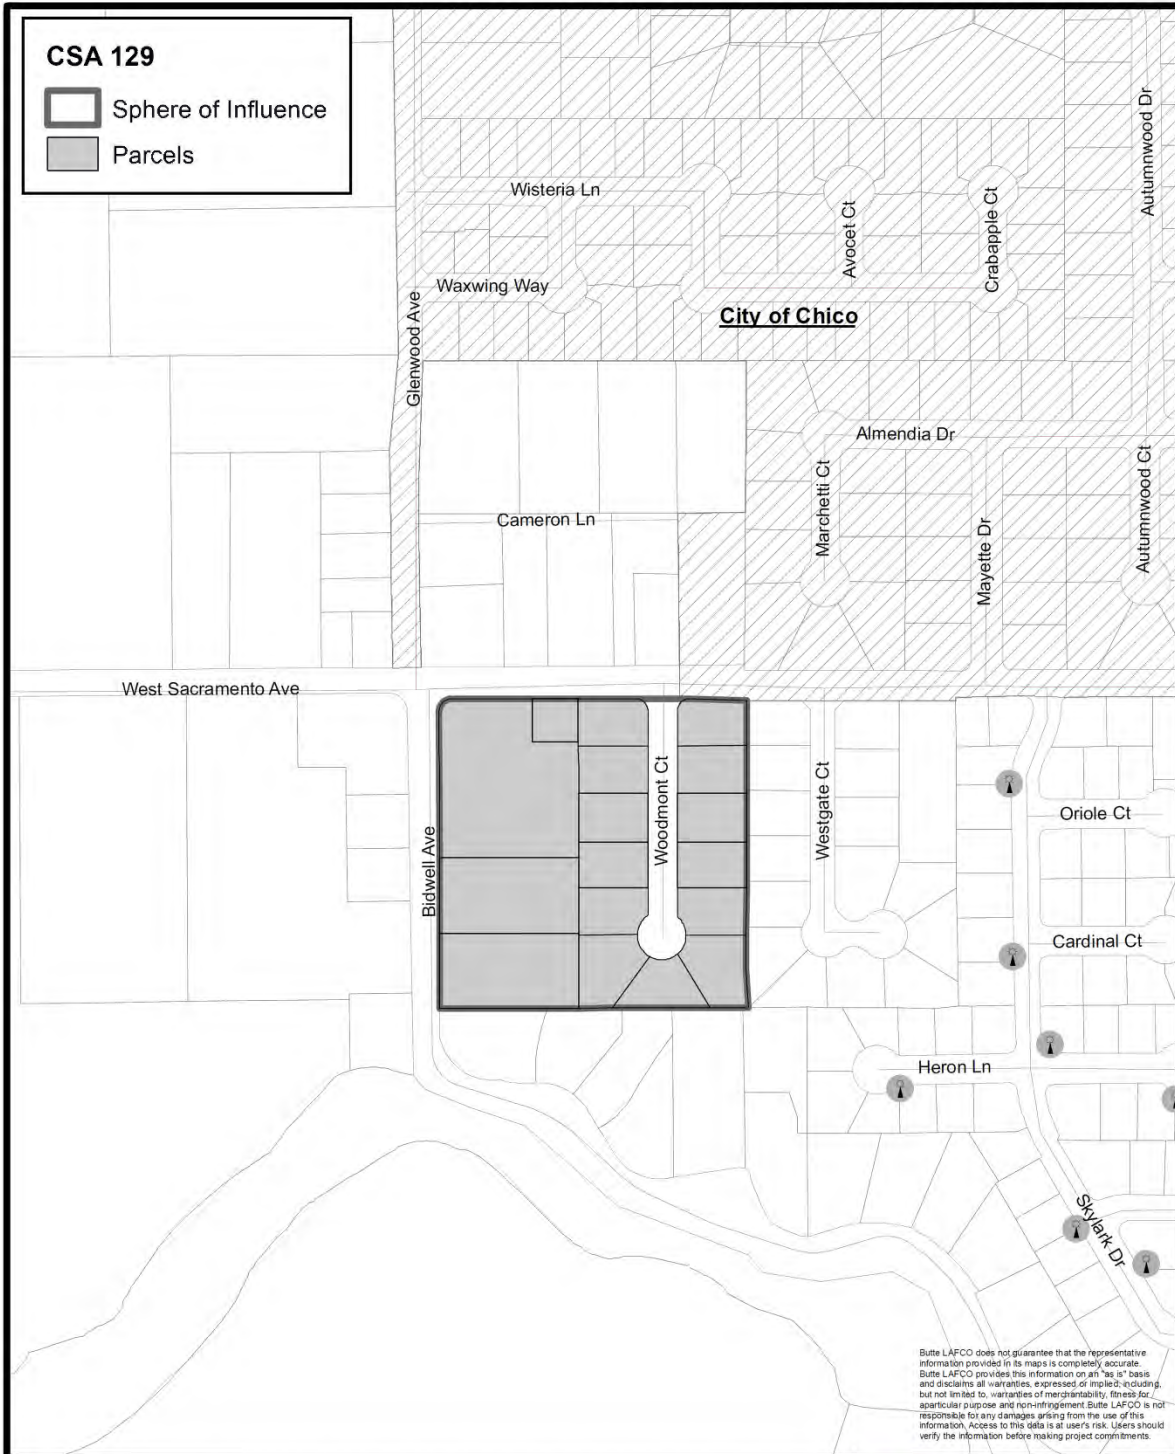 CSA 129
Sphere of Influence
Parcels
Autumnwood Dr
Wisteria Ln
Avocet Ct
Crabapple Ct
Waxwing Way
City of Chico
Glenwood Ave
Almendia Dr
Marchetti Ct
Autumnwood Ct
Cameron Ln
Mayette Dr
West Sacramento Ave
Woodmont Ct
Westgate Ct
Oriole Ct
Bidwell Ave
Cardinal Ct
Heron Ln
Skylark Dr
Butte LAFCO does not guarantee that the representative
information provided in its maps is completely accurate.
Butte LAFCO provides this information on an "as is" basis
and disclaims all warranties, expressed or implied, including,
but not limited to, warranties of merchantability, fitness for
aparticular purpose and non-infringement.Butte LAFCO is not
responsible for any damages arising from the use of this
information. Access to this data is at user's risk. Users should
verify the information before making project commitments.